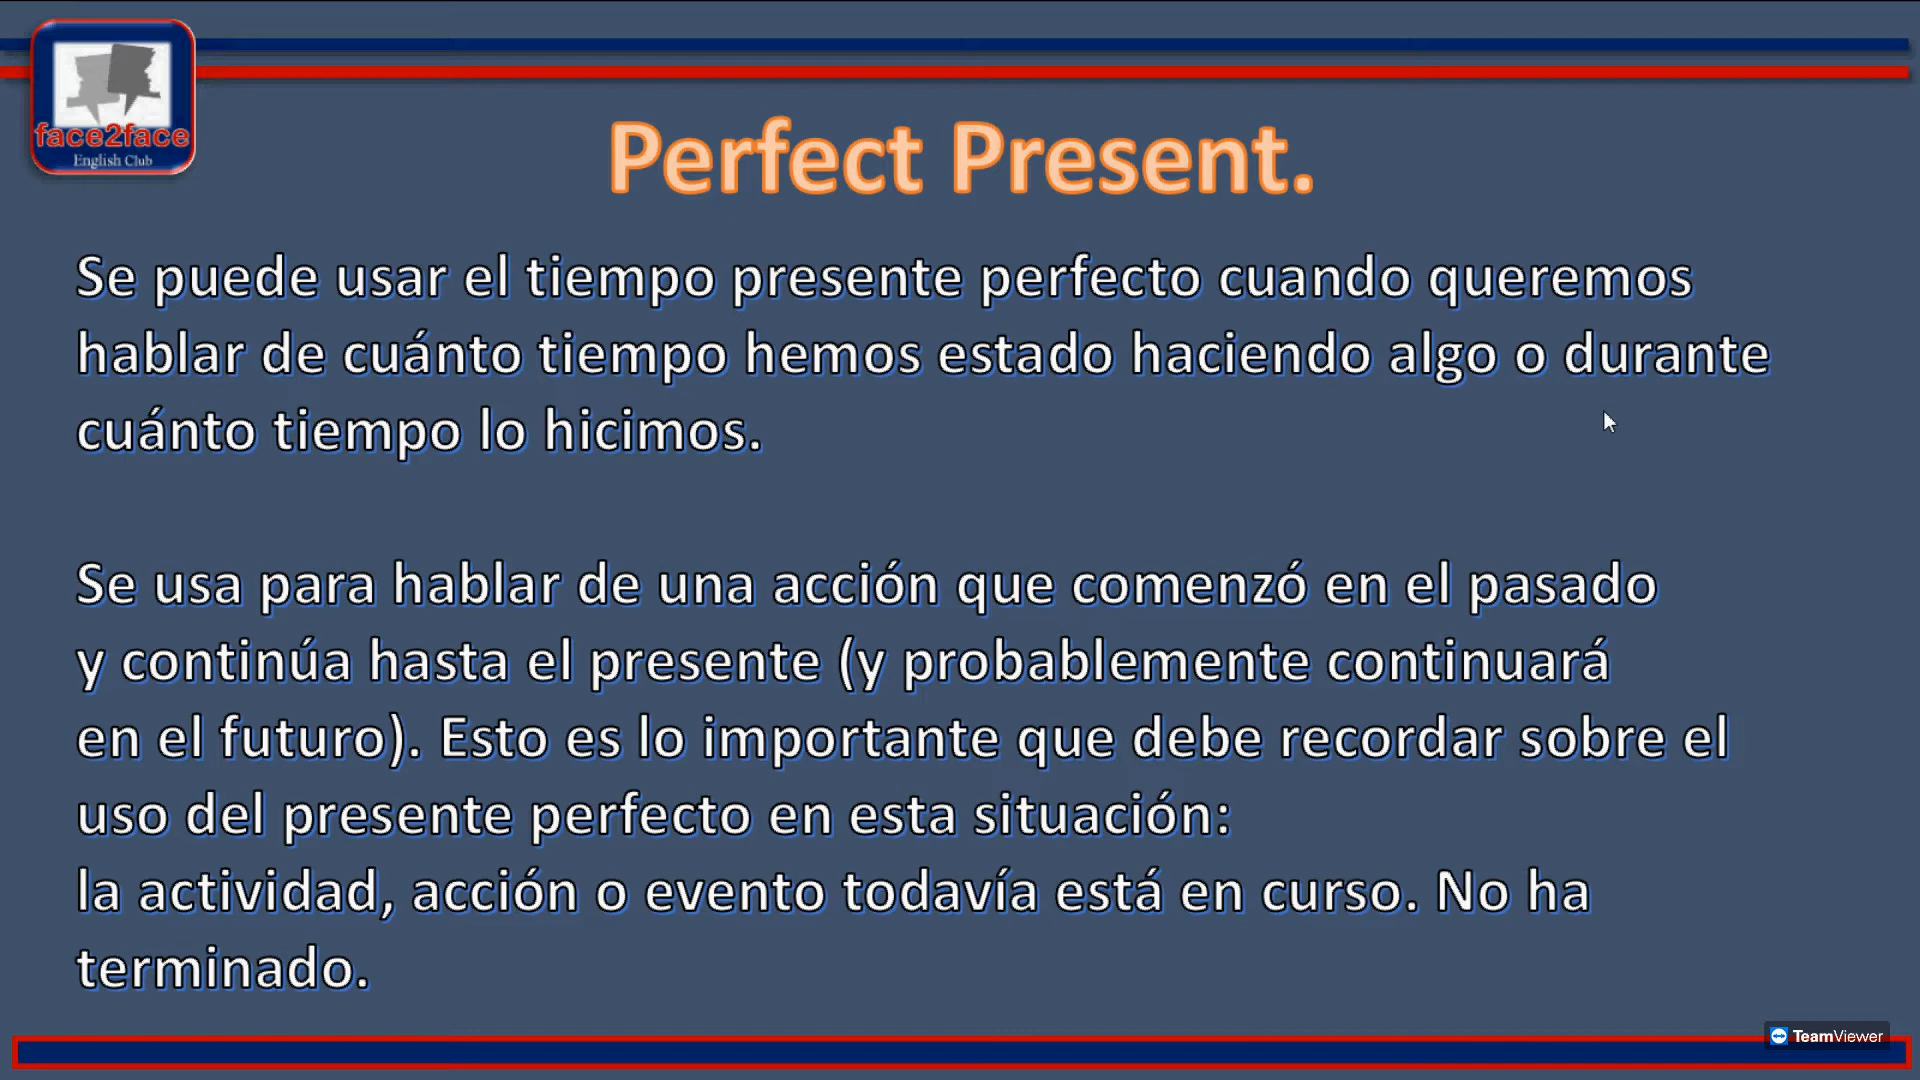 face2face
English Club
Perfect Present.
Se puede usar el tiempo presente perfecto cuando queremos
hablar de cuánto tiempo hemos estado haciendo algo o durante
cuánto tiempo lo hicimos.
Se usa para hablar de una acción que comenzó en el pasado
y continúa hasta el presente (y probablemente continuará
en el futuro). Esto es lo importante que debe recordar sobre el
uso del presente perfecto en esta situación:
la actividad, acción o evento todavía está en curso. No ha
terminado.
TeamViewer